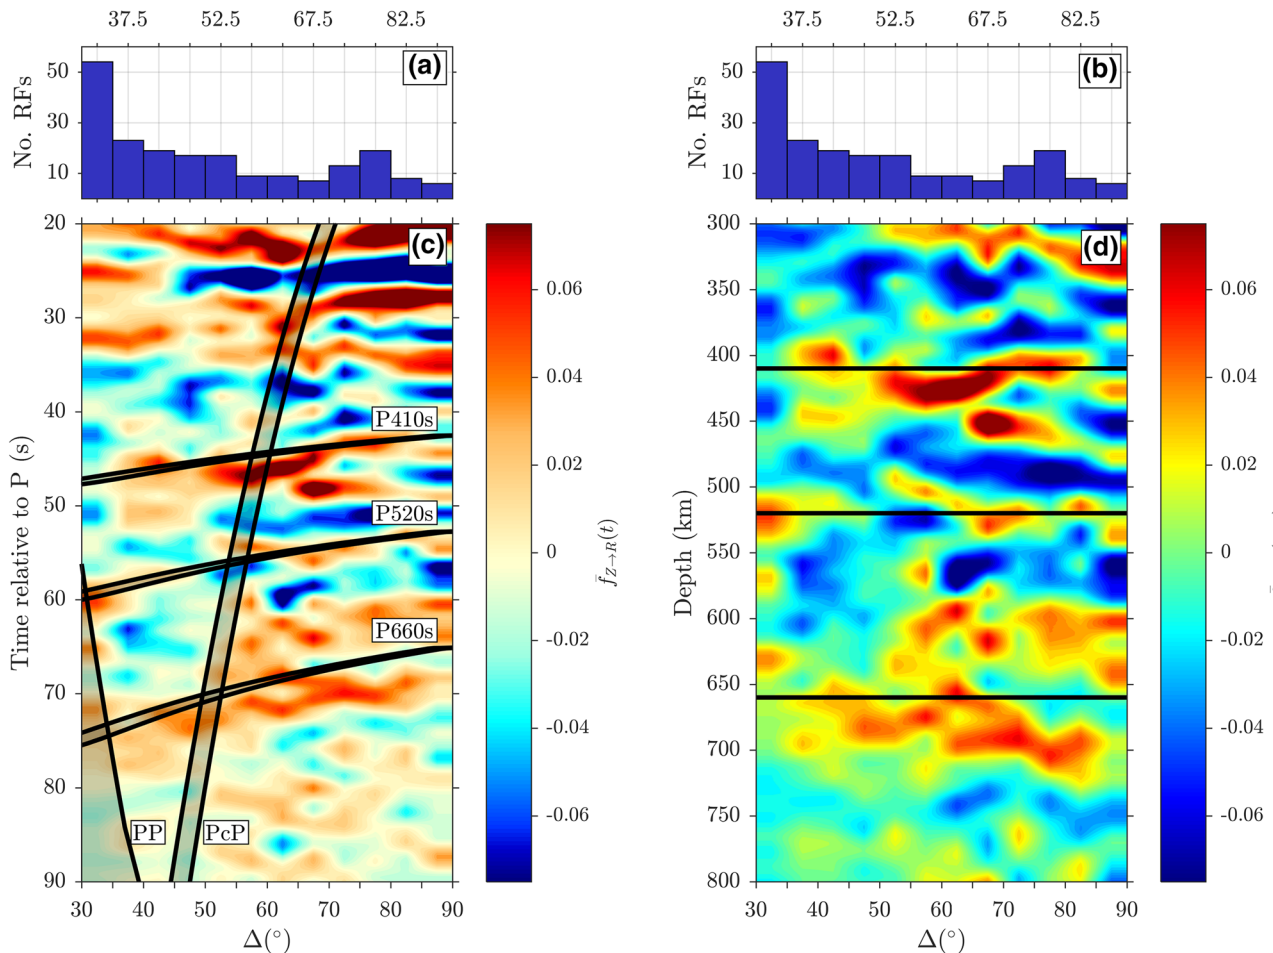 37.5 52.5 67.5 82.5
37.5 52.5 67.5 82.5
No. RFs
50
30
10
(a)
No. RFs
50
30
10
(b)
Time relative to P (s)
20
30
40
50
60
70
80
90
(c)
P410s
P520s
P660s
PP
PcP
30 40 50 60 70 80 90
Δ(°)
0.06
0.04
0.02
0
-0.02
-0.04
-0.06
f_{Z→R}(t)
Depth (km)
300
350
400
450
500
550
600
650
700
750
800
(d)
30 40 50 60 70 80 90
Δ(°)
0.06
0.04
0.02
0
-0.02
-0.04
-0.06